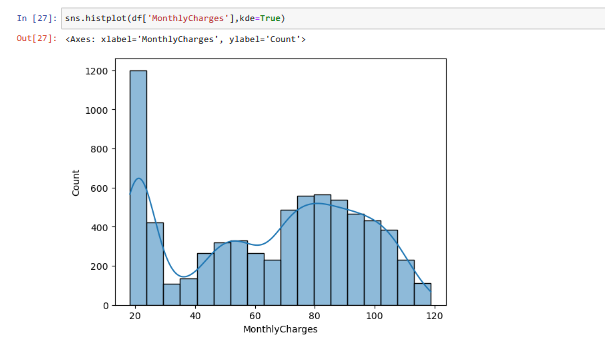 In [27]: sns.histplot(df['MonthlyCharges'],kde=True)
Out[27]: <Axes: xlabel='MonthlyCharges', ylabel='Count'>
1200
1000
800
600
400
200
0
Count
20 40 60 80 100 120
MonthlyCharges